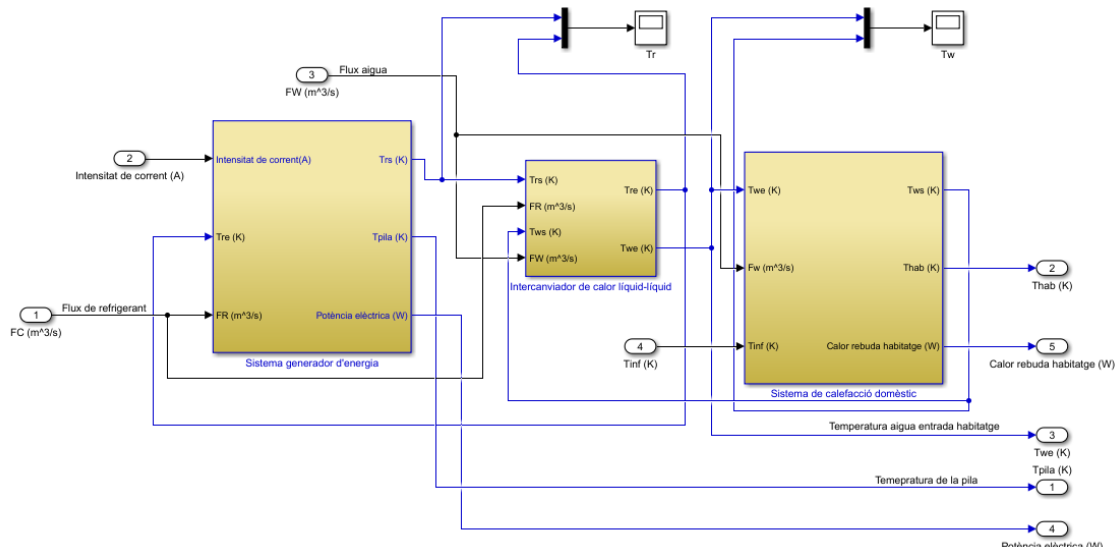 Tr
Tw
3
Flux aigua
FW (m^3/s)
2
Intensitat de corrent (A)
Intensitat de corrent(A)
Trs (K)
Tre (K)
Tpila (K)
FR (m^3/s)
Potència elèctrica (W)
Sistema generador d'energia
1
Flux de refrigerant
FC (m^3/s)
Trs (K)
Tre (K)
FR (m^3/s)
Tws (K)
Twe (K)
FW (m^3/s)
Intercanviador de calor líquid-líquid
Twe (K)
Tws (K)
Fw (m^3/s)
Thab (K)
Tinf (K)
Calor rebuda habitatge (W)
Sistema de calefacció domèstic
4
Tinf (K)
2
Thab (K)
5
Calor rebuda habitatge (W)
Temperatura aigua entrada habitatge
3
Twe (K)
Tpila (K)
Temepratura de la pila
1
4
Potència elèctrica (W)